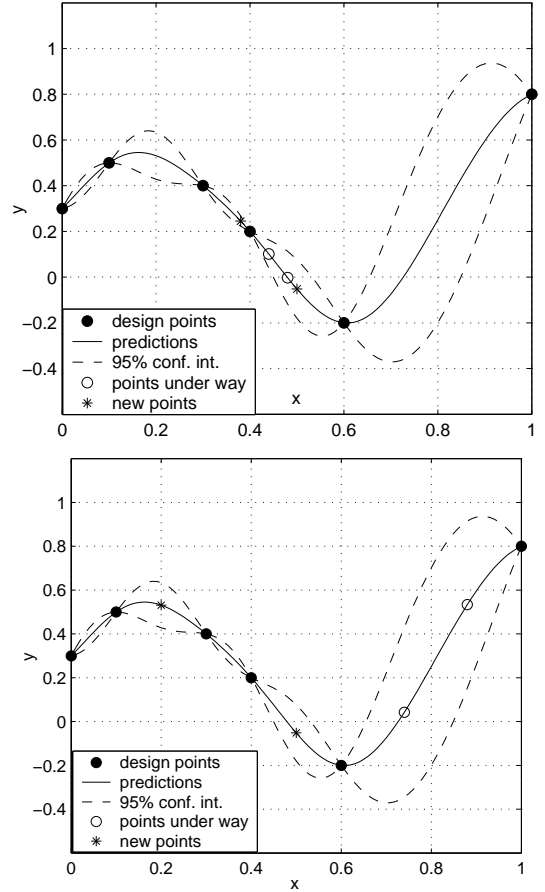 1
0.8
0.6
0.4
0.2
0
−0.2
−0.4
y
design points
predictions
95% conf. int.
points under way
new points
x
0 0.2 0.4 0.6 0.8 1
1
0.8
0.6
0.4
0.2
0
−0.2
−0.4
y
design points
predictions
95% conf. int.
points under way
new points
0 0.2 0.4 0.6 0.8 1
x